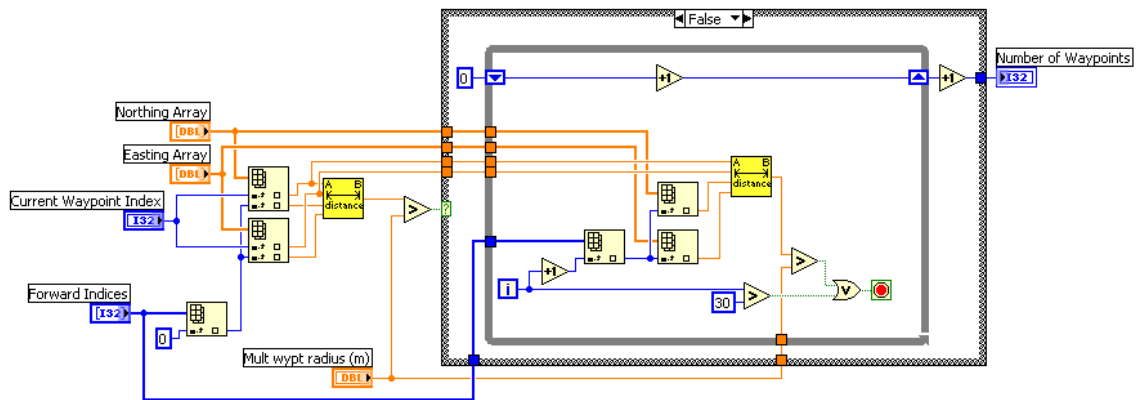 False
Number of Waypoints
0
+1
+1
I32
Northing Array
[DBL]
Easting Array
[DBL]
A B
distance
A B
distance
Current Waypoint Index
I32
>
?
+1
>
Forward Indices
[I32]
i
30
>
V
0
Mult wypt radius (m)
DBL